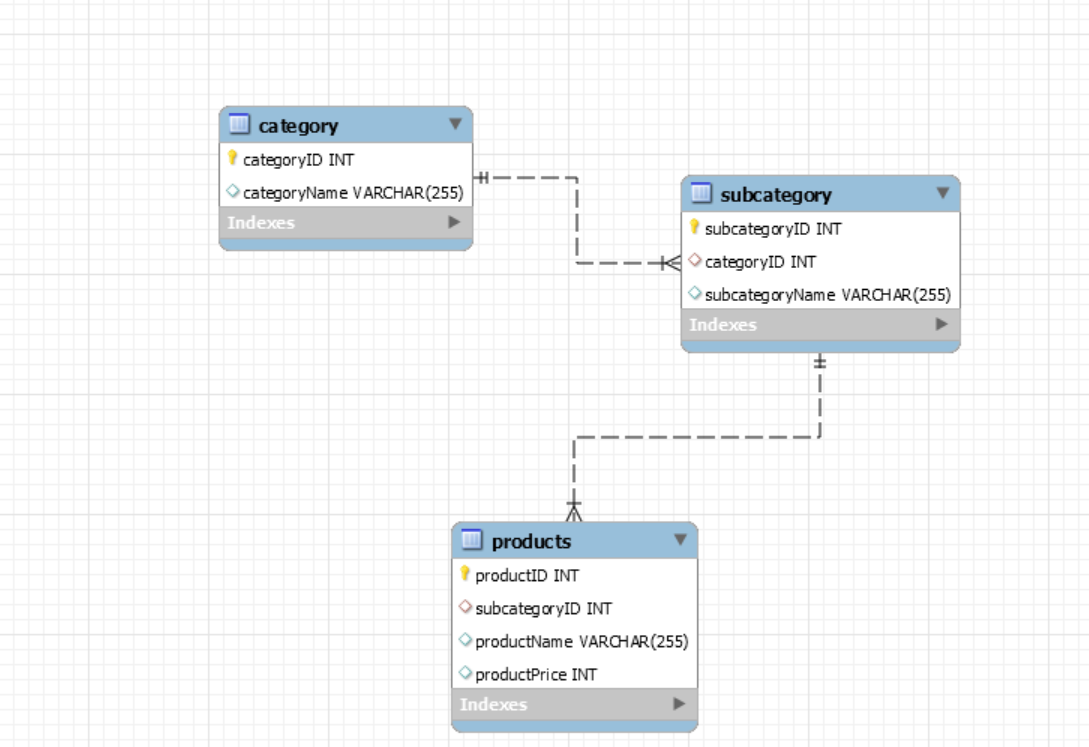 category
categoryID INT
categoryName VARCHAR(255)
Indexes
subcategory
subcategoryID INT
categoryID INT
subcategoryName VARCHAR(255)
Indexes
products
productID INT
subcategoryID INT
productName VARCHAR(255)
productPrice INT
Indexes